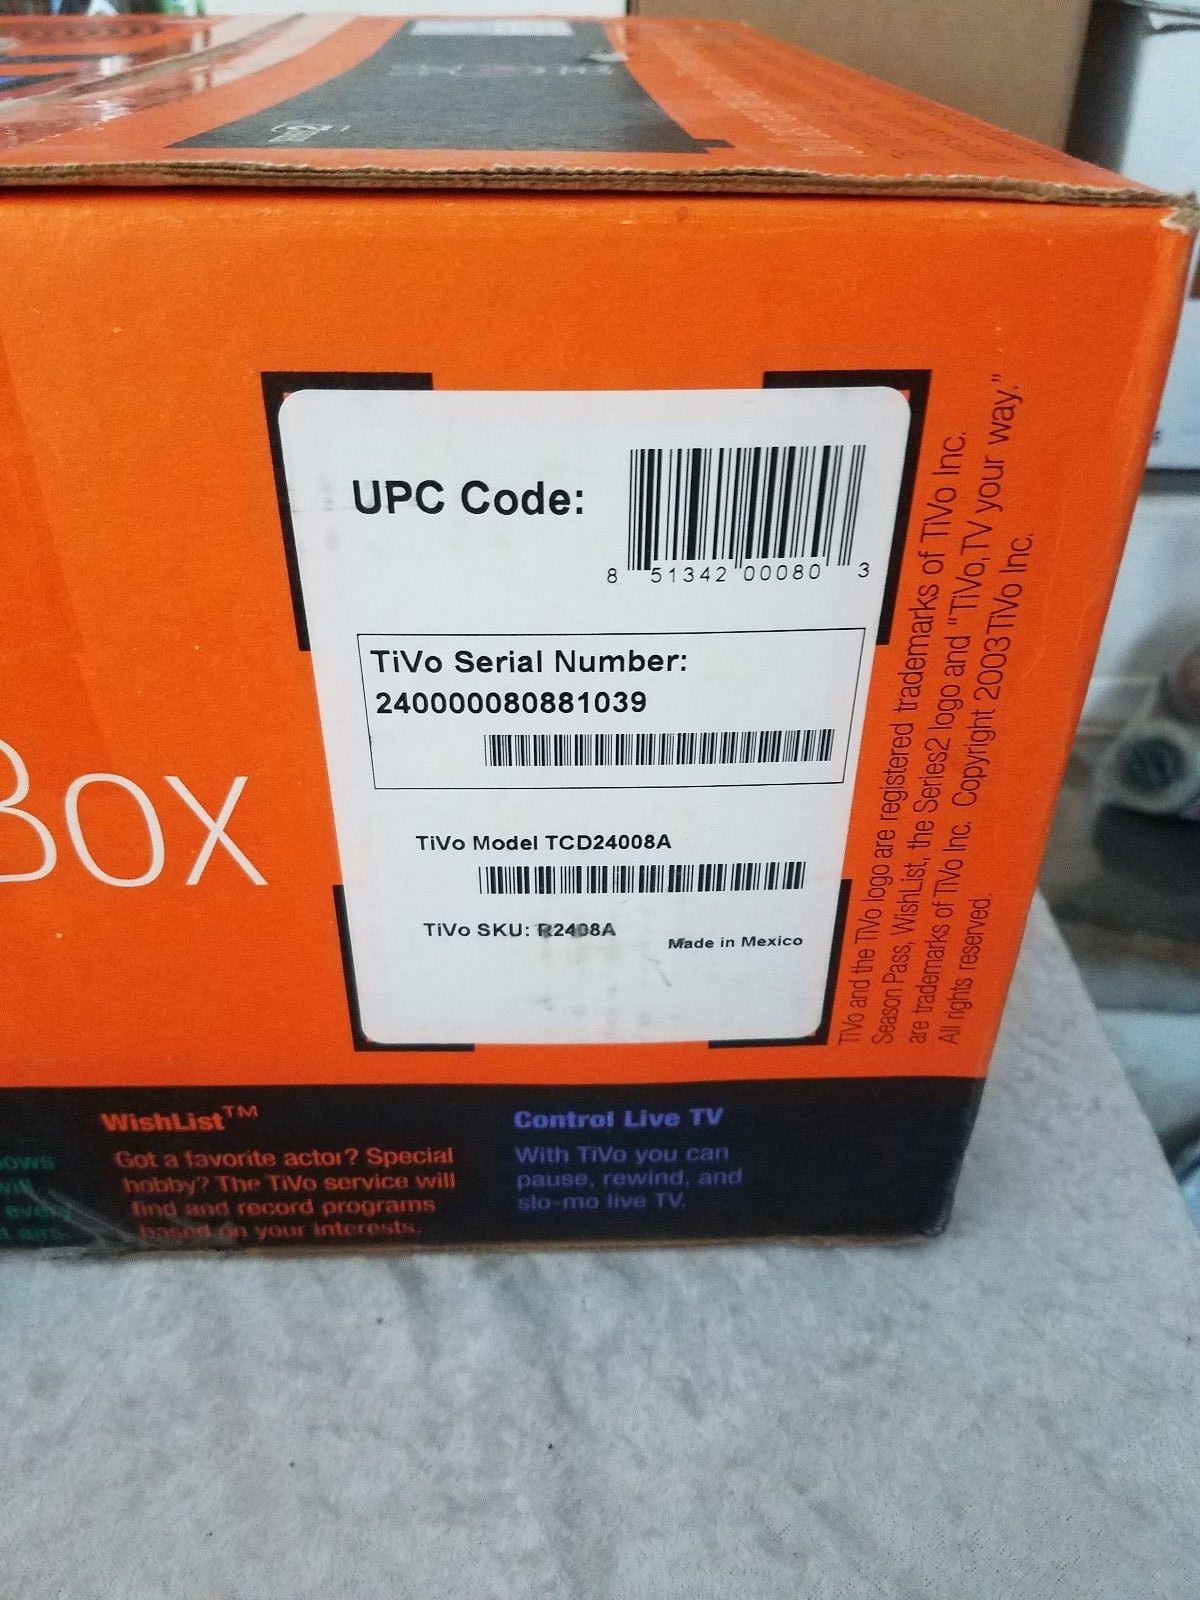 UPC Code:
8 51342 00080 3
TiVo Serial Number:
240000080881039
TiVo Model TCD24008A
TiVo SKU: R2408A
Made in Mexico
TiVo and the TiVo logo are registered trademarks of TiVo Inc.
Season Pass, WishList, the Series2 logo and "TiVo, TV your way."
are trademarks of TiVo Inc. Copyright 2003 TiVo Inc.
All rights reserved.
Box
WishList™
Got a favorite actor? Special
hobby? The TiVo service will
find and record programs
based on your interests.
Control Live TV
With TiVo you can
pause, rewind, and
slo-mo live TV.